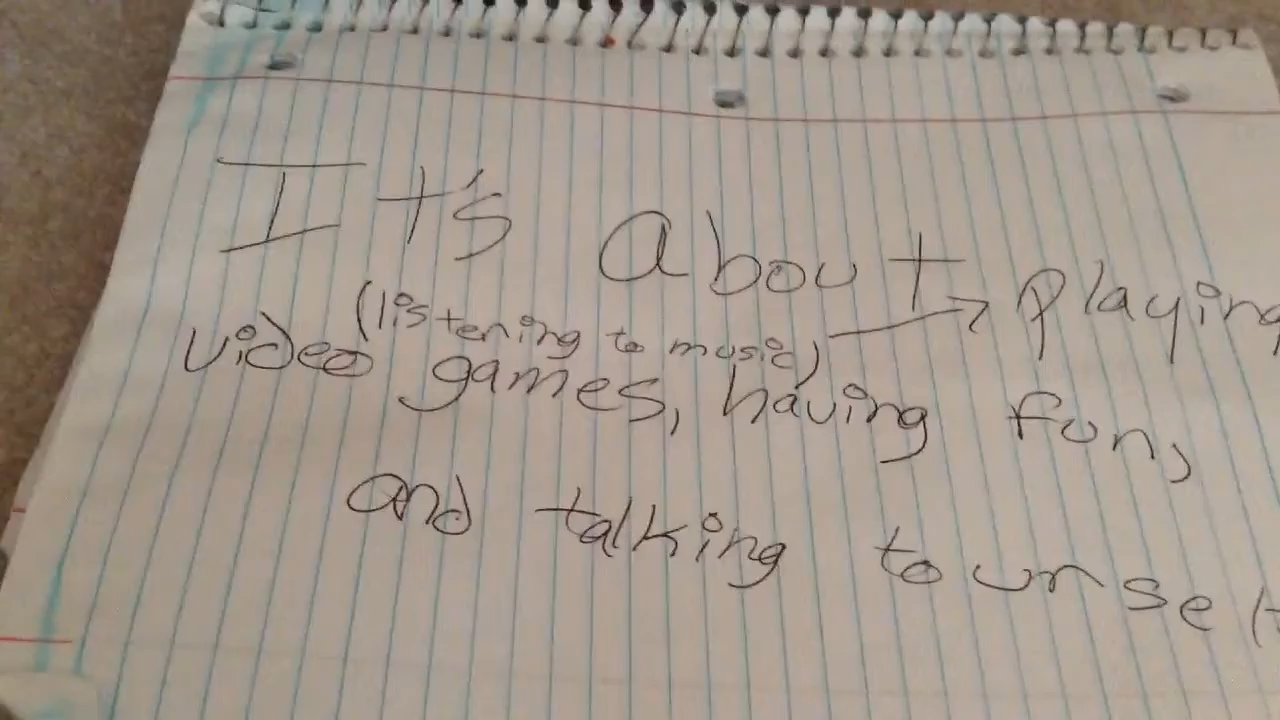 It's about → playing
(listening to music)
video games, having fun,
and talking to urself